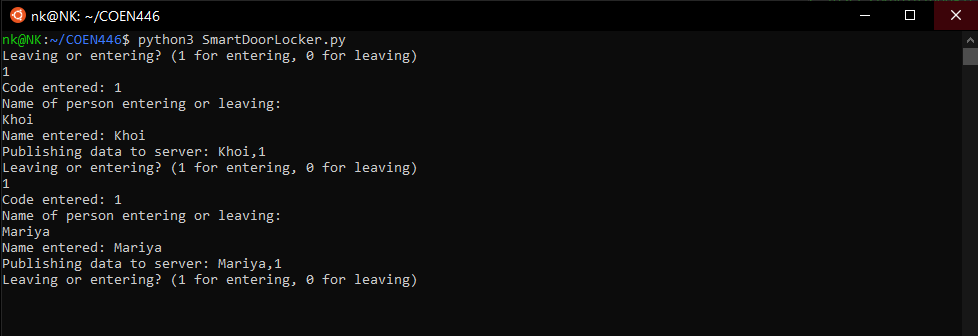 nk@NK: ~/COEN446
nk@NK:~/COEN446$ python3 SmartDoorLocker.py
Leaving or entering? (1 for entering, 0 for leaving)
1
Code entered: 1
Name of person entering or leaving:
Khoi
Name entered: Khoi
Publishing data to server: Khoi,1
Leaving or entering? (1 for entering, 0 for leaving)
1
Code entered: 1
Name of person entering or leaving:
Mariya
Name entered: Mariya
Publishing data to server: Mariya,1
Leaving or entering? (1 for entering, 0 for leaving)